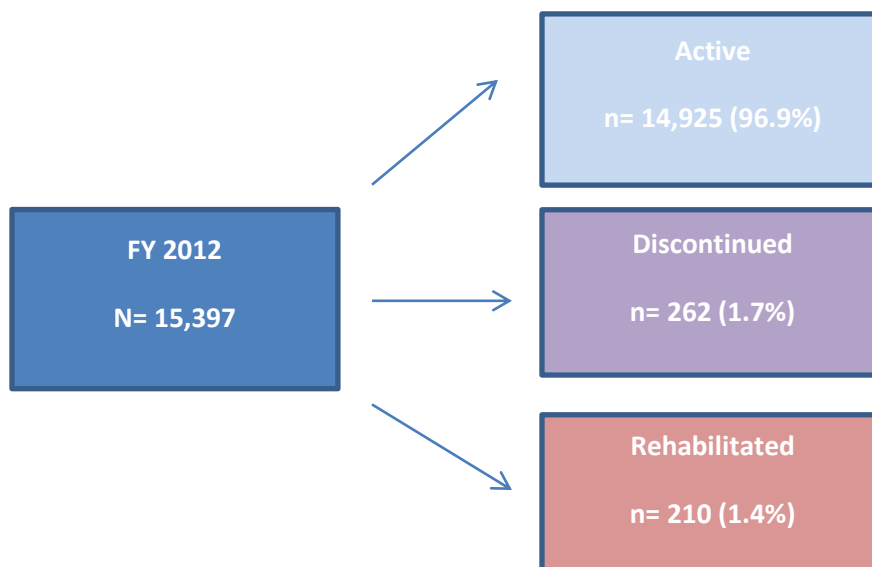 FY 2012
N= 15,397
Active
n= 14,925 (96.9%)
Discontinued
n= 262 (1.7%)
Rehabilitated
n= 210 (1.4%)